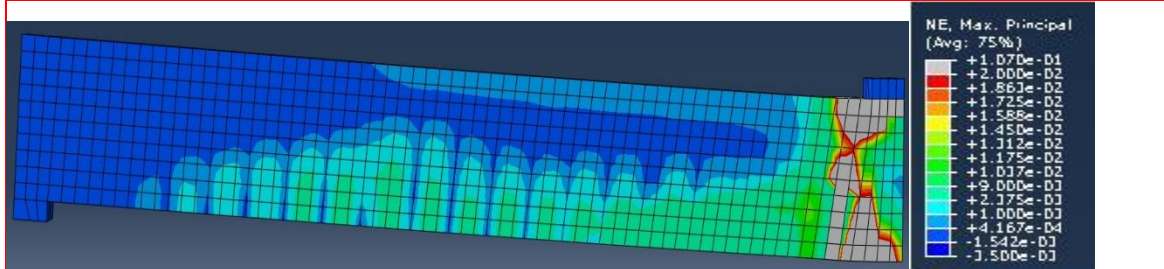 NE, Max. Principal
(Avg: 75%)
+1.070e-01
+2.000e-02
+1.863e-02
+1.725e-02
+1.588e-02
+1.450e-02
+1.312e-02
+1.175e-02
+1.037e-02
+9.000e-03
+2.375e-03
+1.000e-03
+4.167e-04
-1.542e-03
-3.500e-03